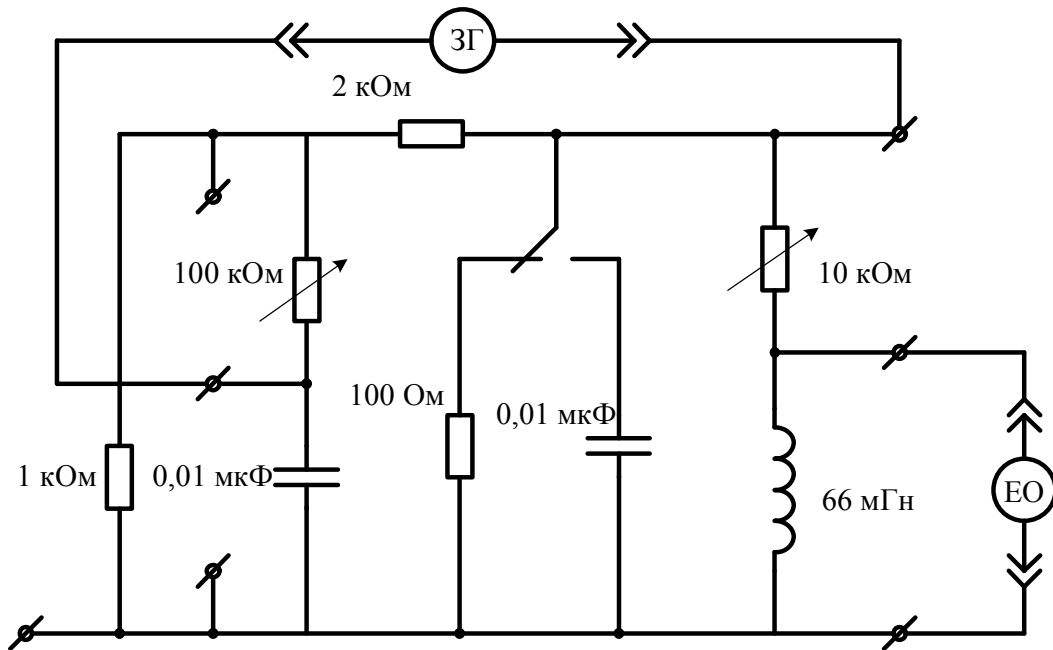 ЗГ
2 кОм
100 кОм
10 кОм
100 Ом
0,01 мкФ
1 кОм
0,01 мкФ
66 мГн
ЕО